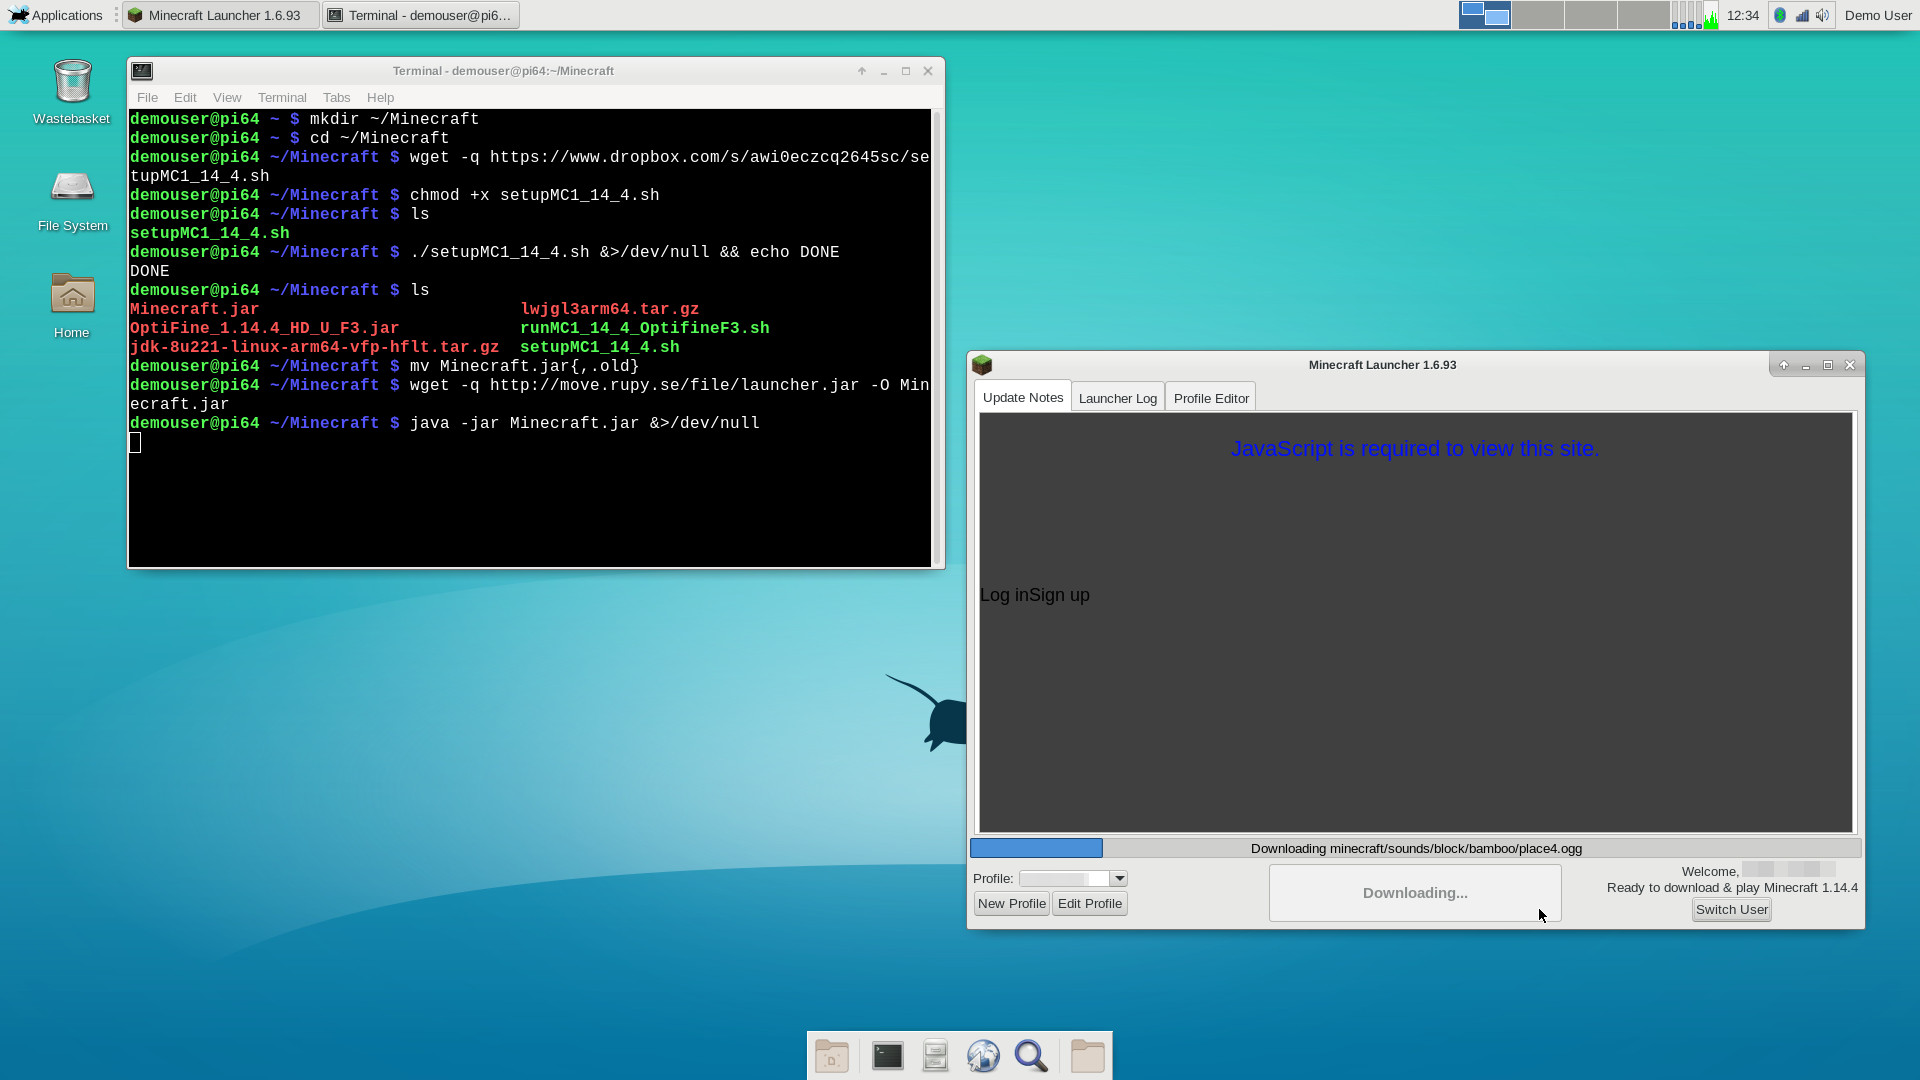 Applications
Minecraft Launcher 1.6.93
Terminal - demouser@pi6...
12:34
Demo User
Wastebasket
File System
Home
Terminal - demouser@pi64:~/Minecraft
File Edit View Terminal Tabs Help
demouser@pi64 ~ $ mkdir ~/Minecraft
demouser@pi64 ~ $ cd ~/Minecraft
demouser@pi64 ~/Minecraft $ wget -q https://www.dropbox.com/s/awi0eczcq2645sc/se
tupMC1_14_4.sh
demouser@pi64 ~/Minecraft $ chmod +x setupMC1_14_4.sh
demouser@pi64 ~/Minecraft $ ls
setupMC1_14_4.sh
demouser@pi64 ~/Minecraft $ ./setupMC1_14_4.sh &>/dev/null && echo DONE
DONE
demouser@pi64 ~/Minecraft $ ls
Minecraft.jar lwjgl3arm64.tar.gz
OptiFine_1.14.4_HD_U_F3.jar runMC1_14_4_OptifineF3.sh
jdk-8u221-linux-arm64-vfp-hflt.tar.gz setupMC1_14_4.sh
demouser@pi64 ~/Minecraft $ mv Minecraft.jar{,.old}
demouser@pi64 ~/Minecraft $ wget -q http://move.rupy.se/file/launcher.jar -O Min
ecraft.jar
demouser@pi64 ~/Minecraft $ java -jar Minecraft.jar &>/dev/null
Minecraft Launcher 1.6.93
Update Notes Launcher Log Profile Editor
JavaScript is required to view this site.
Log inSign up
Downloading minecraft/sounds/block/bamboo/place4.ogg
Profile:
New Profile Edit Profile
Downloading...
Welcome,
Ready to download & play Minecraft 1.14.4
Switch User